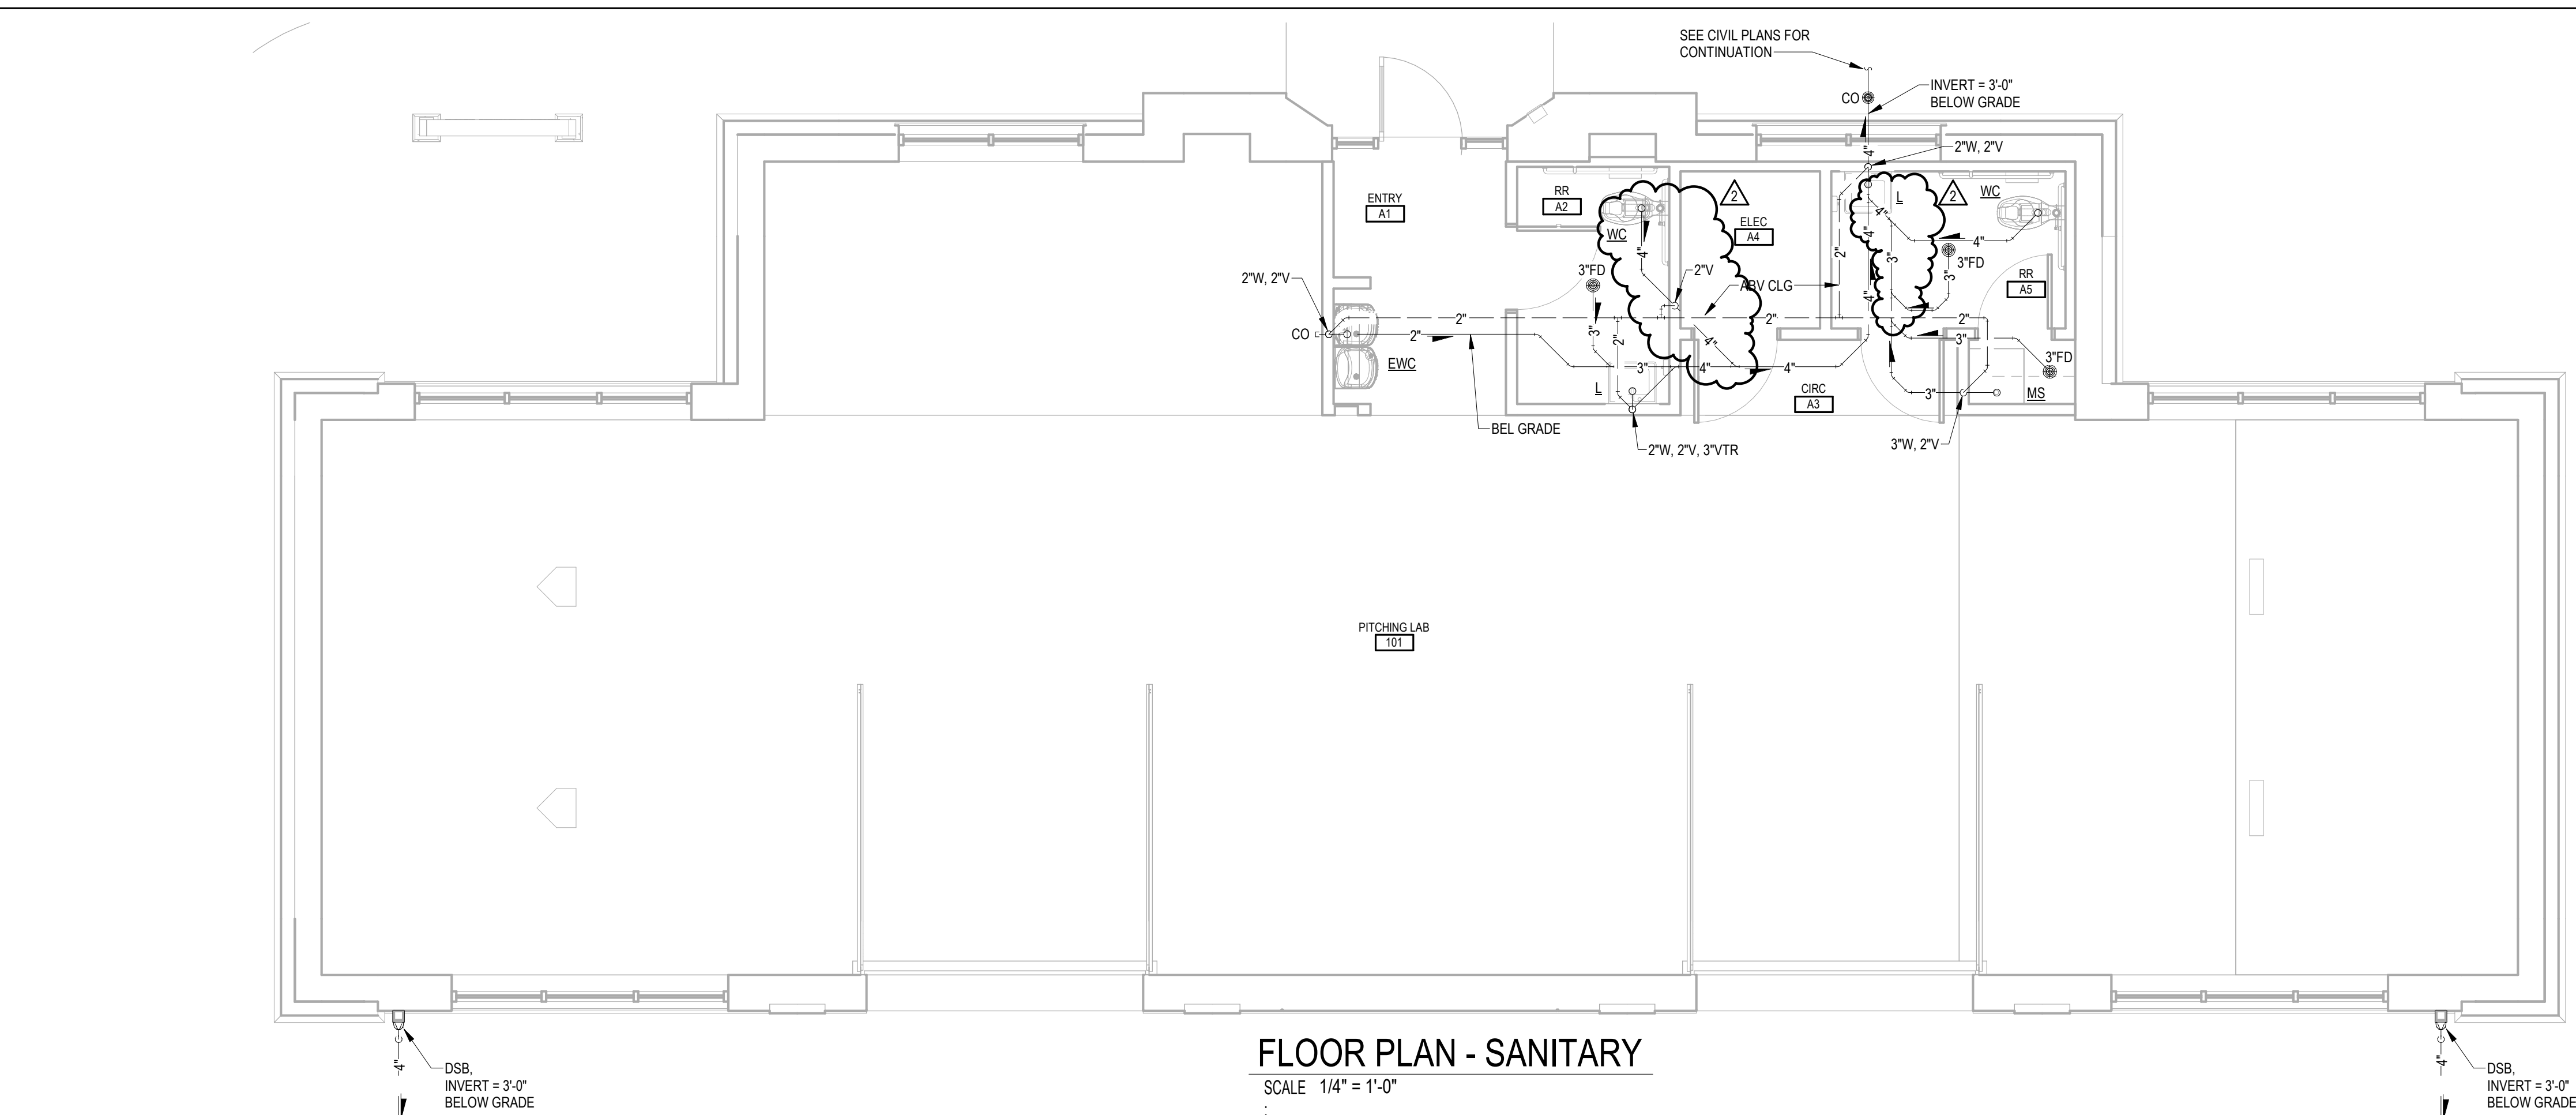 SEE CIVIL PLANS FOR
CONTINUATION
CO
INVERT = 3'-0"
BELOW GRADE
4"
2"W, 2"V
ENTRY
A1
RR
A2
WC
4"
2
ELEC
A4
L
2
WC
4"
4"
4"
2"
3"
3"FD
3"
RR
A5
2"W, 2"V
3"FD
2"V
ABV CLG
4"
CO
2"
2"
2"
2"
3"
2"
4"
3"
EWC
3"
4"
4"
3"FD
L
CIRC
A3
3"
MS
BEL GRADE
2"W, 2"V, 3"VTR
3"W, 2"V
PITCHING LAB
101
FLOOR PLAN - SANITARY
SCALE 1/4" = 1'-0"
4"
DSB,
INVERT = 3'-0"
BELOW GRADE
4"
DSB,
INVERT = 3'-0"
BELOW GRADE